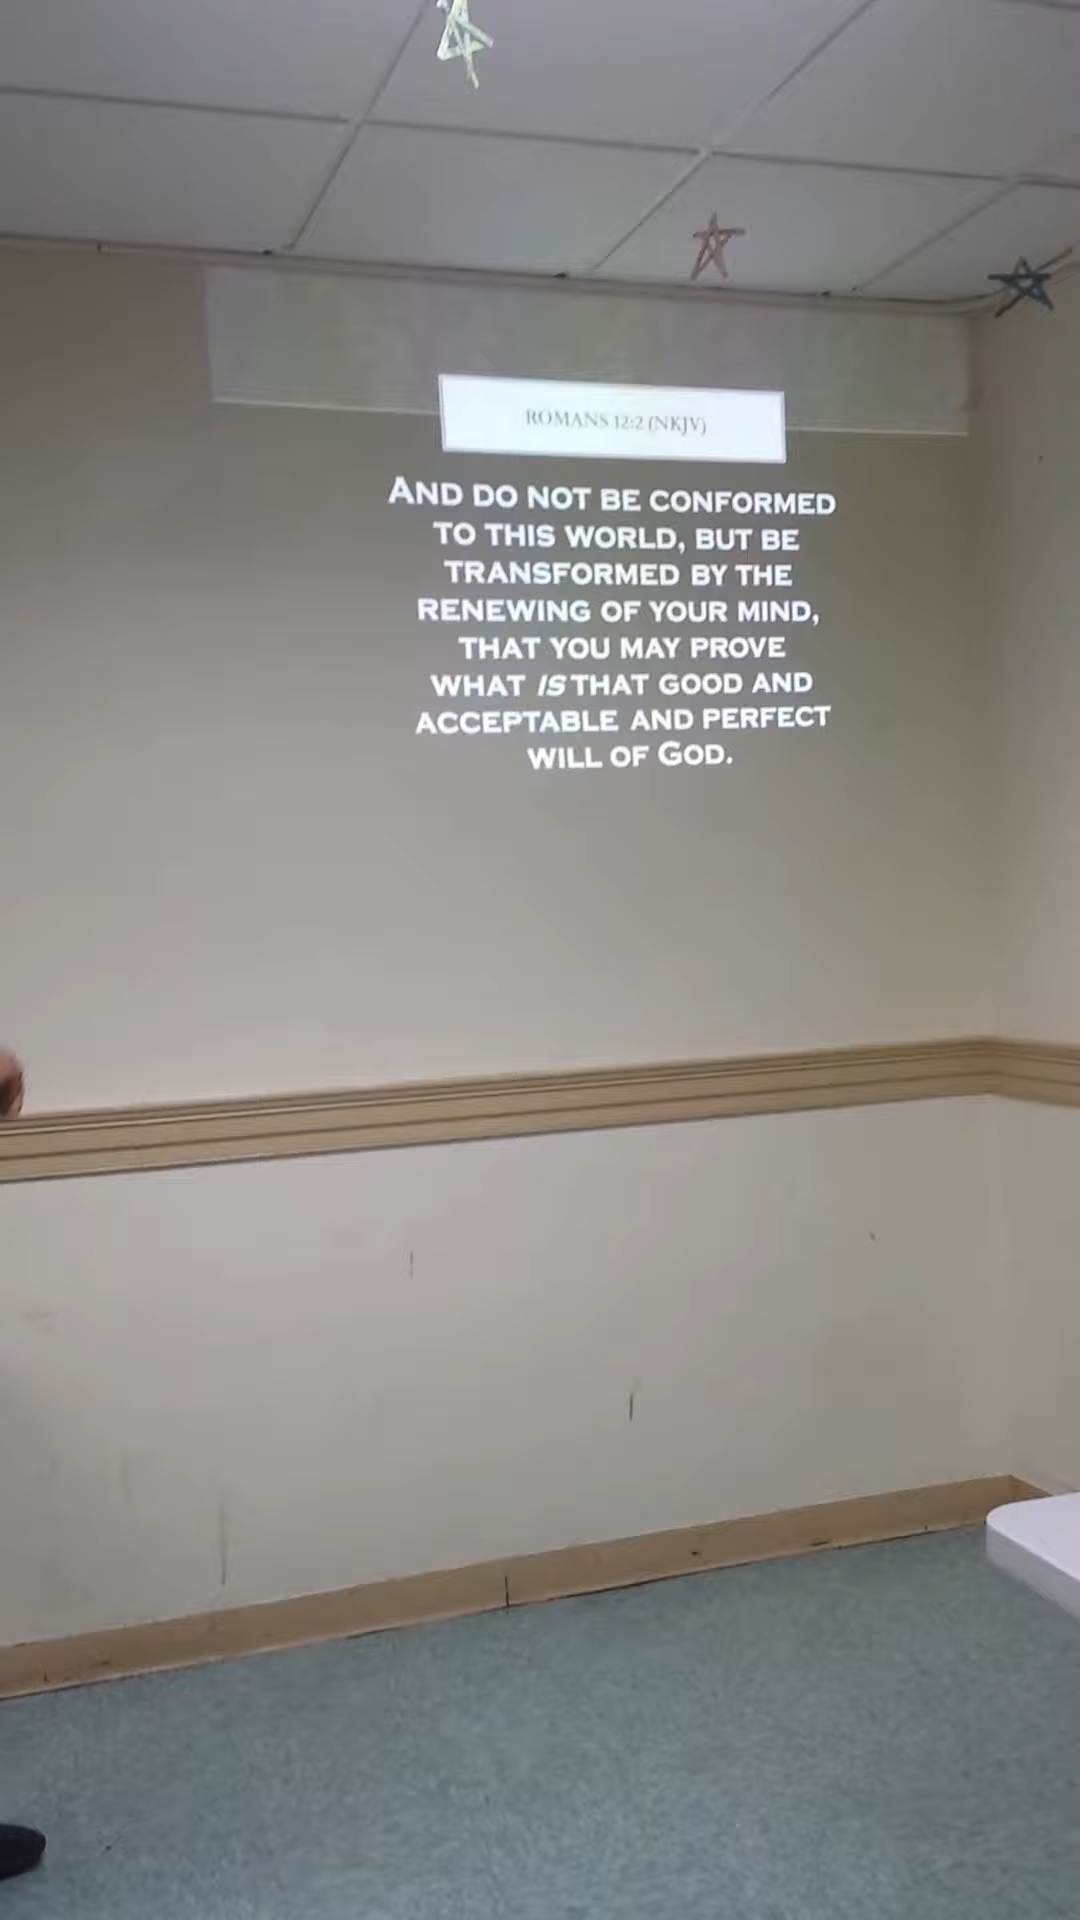 ROMANS 12:2 (NKJV)
AND DO NOT BE CONFORMED
TO THIS WORLD, BUT BE
TRANSFORMED BY THE
RENEWING OF YOUR MIND,
THAT YOU MAY PROVE
WHAT IS THAT GOOD AND
ACCEPTABLE AND PERFECT
WILL OF GOD.